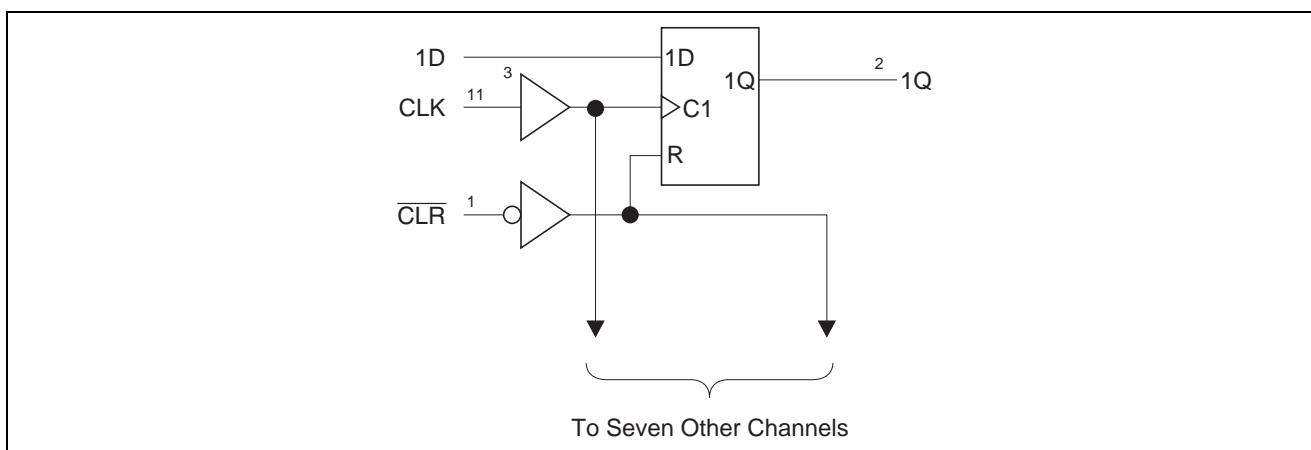 1D
1D
3
1Q
2
1Q
CLK
11
C1
R
CLR
1
To Seven Other Channels